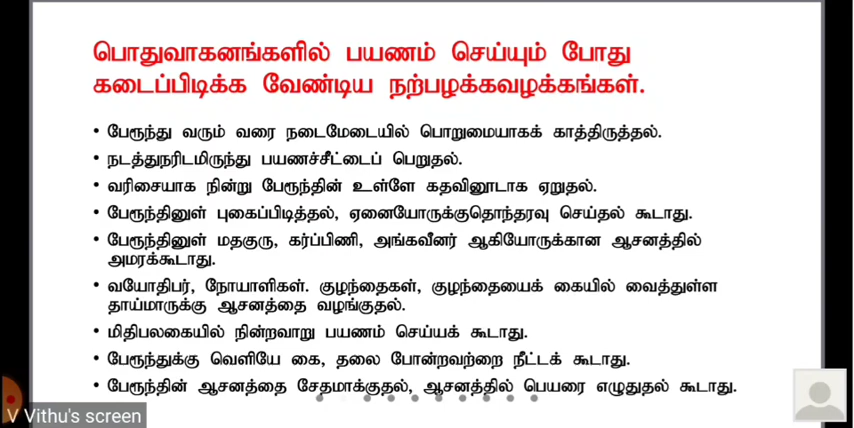 பொதுவாகனங்களில் பயணம் செய்யும் போது
கடைப்பிடிக்க வேண்டிய நற்பழக்கவழக்கங்கள்.
• பேரூந்து வரும் வரை நடைமேடையில் பொறுமையாகக் காத்திருத்தல்.
• நடத்துநரிடமிருந்து பயணச்சீட்டைப் பெறுதல்.
• வரிசையாக நின்று பேரூந்தின் உள்ளே கதவினூடாக ஏறுதல்.
• பேரூந்தினுள் புகைப்பிடித்தல், ஏனையோருக்குதொந்தரவு செய்தல் கூடாது.
• பேரூந்தினுள் மதகுரு, கர்ப்பிணி, அங்கவீனர் ஆகியோருக்கான ஆசனத்தில்
அமரக்கூடாது.
• வயோதிபர், நோயாளிகள். குழந்தைகள், குழந்தையைக் கையில் வைத்துள்ள
தாய்மாருக்கு ஆசனத்தை வழங்குதல்.
• மிதிபலகையில் நின்றவாறு பயணம் செய்யக் கூடாது.
• பேரூந்துக்கு வெளியே கை, தலை போன்றவற்றை நீட்டக் கூடாது.
• பேரூந்தின் ஆசனத்தை சேதமாக்குதல், ஆசனத்தில் பெயரை எழுதுதல் கூடாது.
V Vithu's screen